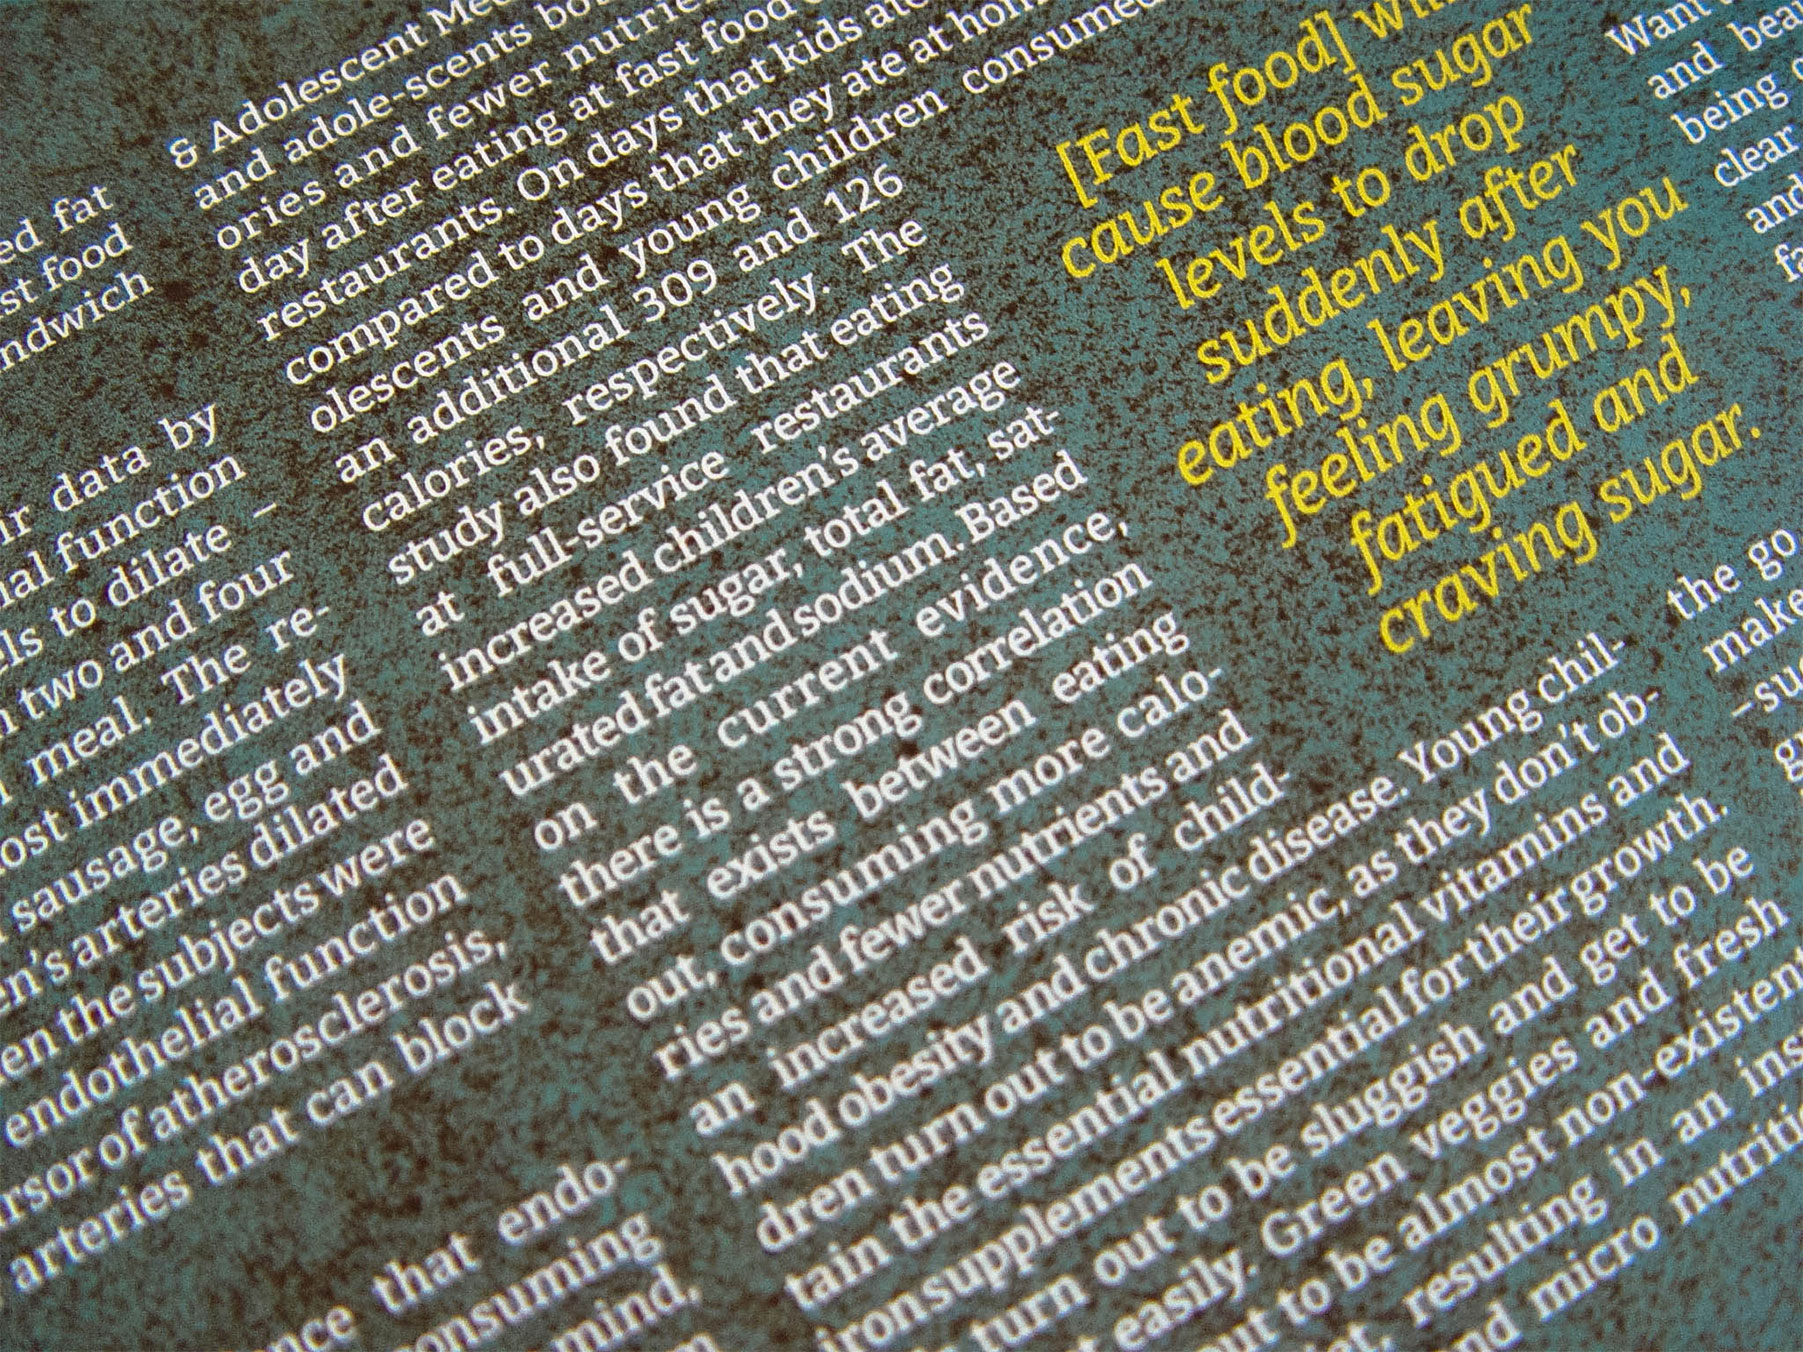 ed fat
st food
ndwich
r data by
nal function
els to dilate –
n two and four
meal. The re-
ost immediately
sausage, egg and
en's arteries dilated
en the subjects were
endothelial function
rsor of atherosclerosis,
arteries that can block
nce that endo-
onsuming
mind,
& Adolescent Me
and adole-scents bo
ories and fewer nutrie
day after eating at fast food
restaurants. On days that kids ate
compared to days that they ate at hom
olescents and young children consumed
an additional 309 and 126
calories, respectively. The
study also found that eating
at full-service restaurants
increased children's average
intake of sugar, total fat, sat-
urated fat and sodium. Based
on the current evidence,
there is a strong correlation
that exists between eating
out, consuming more calo-
ries and fewer nutrients and
an increased risk of child-
hood obesity and chronic disease. Young chil-
dren turn out to be anemic, as they don't ob-
tain the essential nutritional vitamins and
iron supplements essential for their growth.
turn out to be sluggish and get to be
easily. Green veggies and fresh
out to be almost non-existen
et, resulting in an ins
nd micro nutriti
[Fast food] wi
cause blood sugar
levels to drop
suddenly after
eating, leaving you
feeling grumpy,
fatigued and
craving sugar.
Want
and bea
being
clear
and
fa
the go
make
–su
g